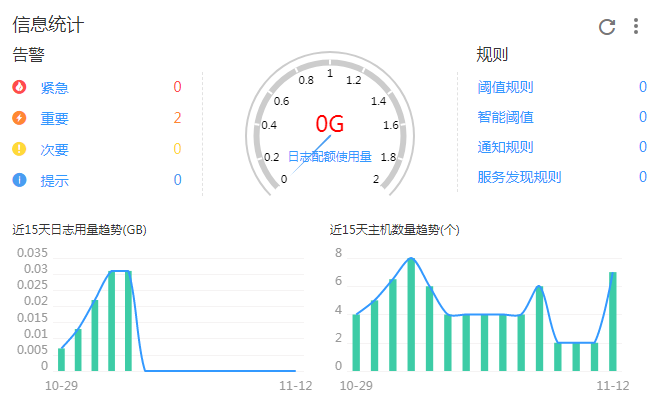 信息统计
告警
紧急 0
重要 2
次要 0
提示 0
0 0.2 0.4 0.6 0.8 1 1.2 1.4 1.6 1.8 2
0G
日志配额使用量
规则
阈值规则 0
智能阈值 0
通知规则 0
服务发现规则 0
近15天日志用量趋势(GB)
0.035
0.03
0.025
0.02
0.015
0.01
0.005
0
10-29 11-12
近15天主机数量趋势(个)
8
6
4
2
0
10-29 11-12